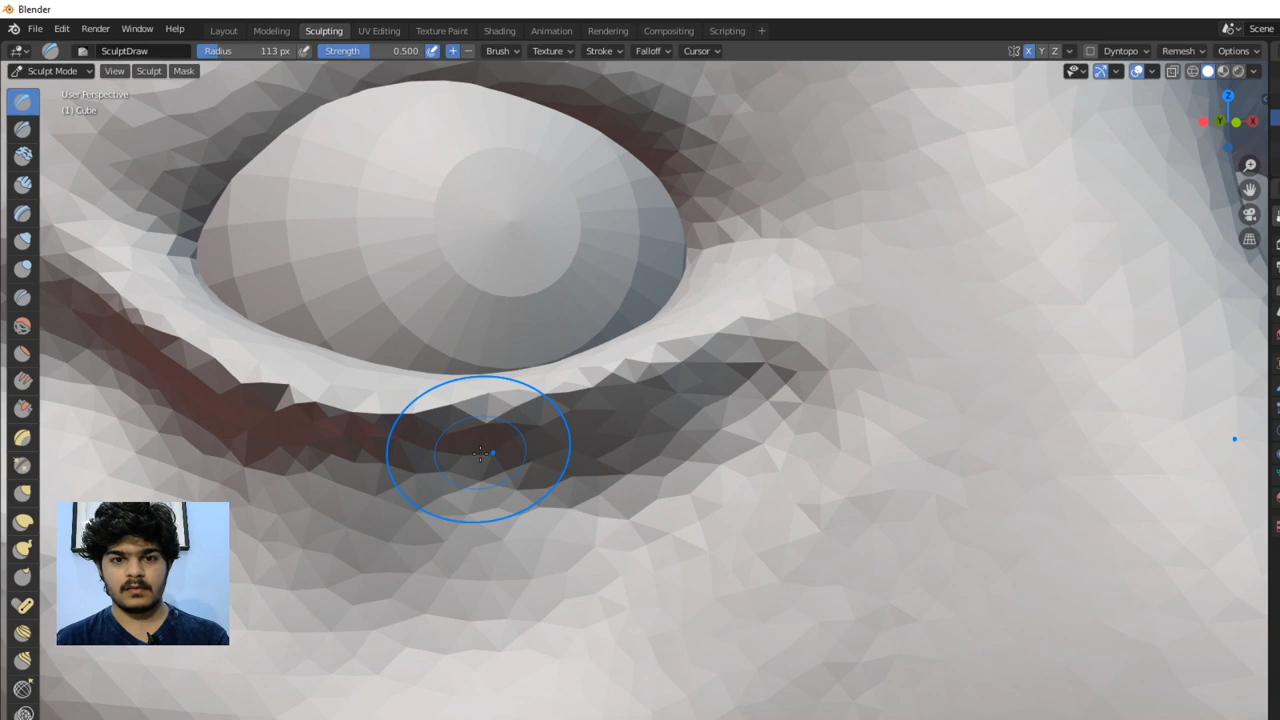 Blender
File Edit Render Window Help Layout Modeling Sculpting UV Editing Texture Paint Shading Animation Rendering Compositing Scripting + Scene
SculptDraw Radius 113 px Strength 0.500 + − Brush Texture Stroke Falloff Cursor X Y Z Dyntopo Remesh Options
Sculpt Mode View Sculpt Mask
User Perspective
(1) Cube
Z
Y X